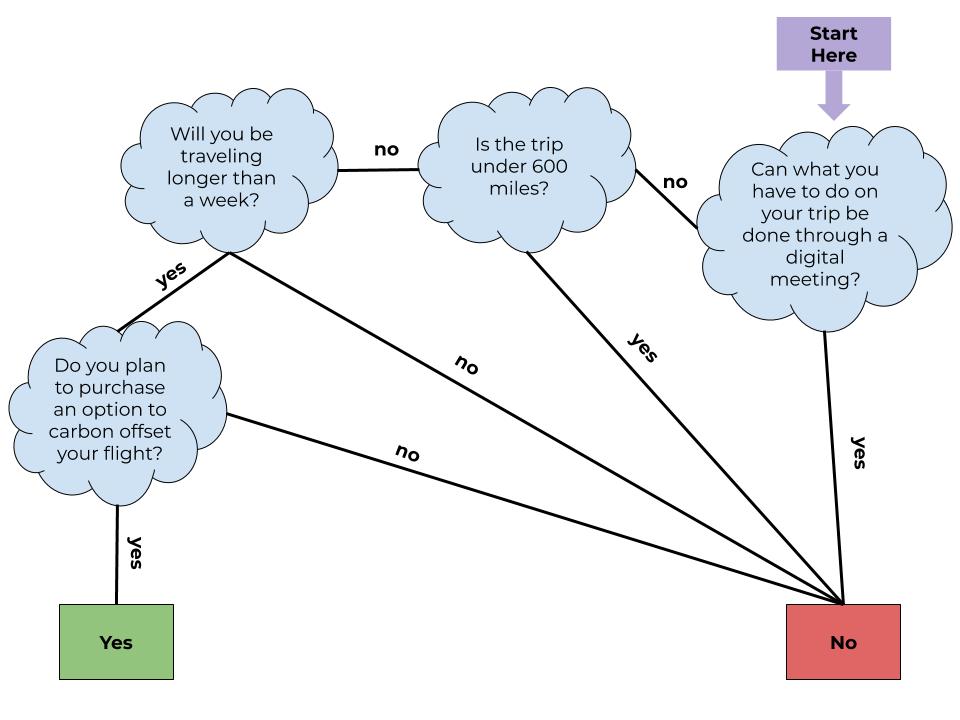 Start
Here
Can what you
have to do on
your trip be
done through a
digital
meeting?
no
yes
Is the trip
under 600
miles?
no
yes
Will you be
traveling
longer than
a week?
yes
no
Do you plan
to purchase
an option to
carbon offset
your flight?
no
yes
Yes
No